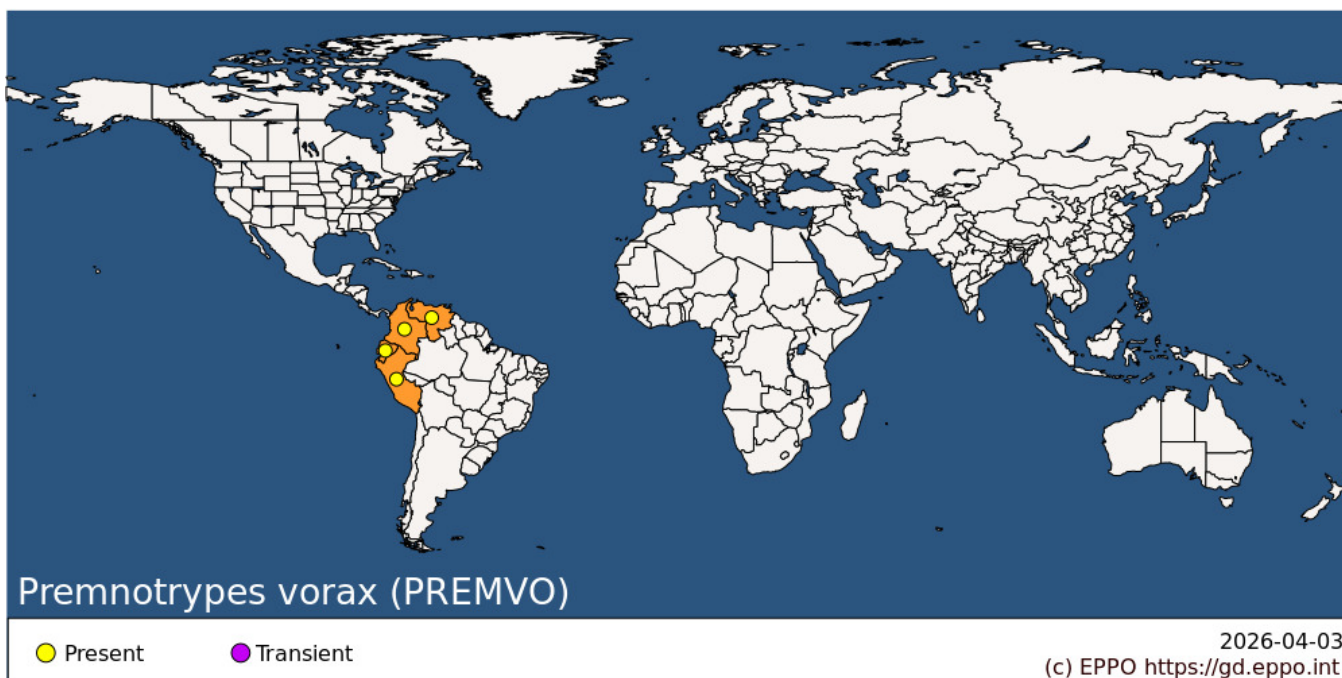 Premnotrypes vorax (PREMVO)
Present
Transient
2026-04-03
(c) EPPO https://gd.eppo.int